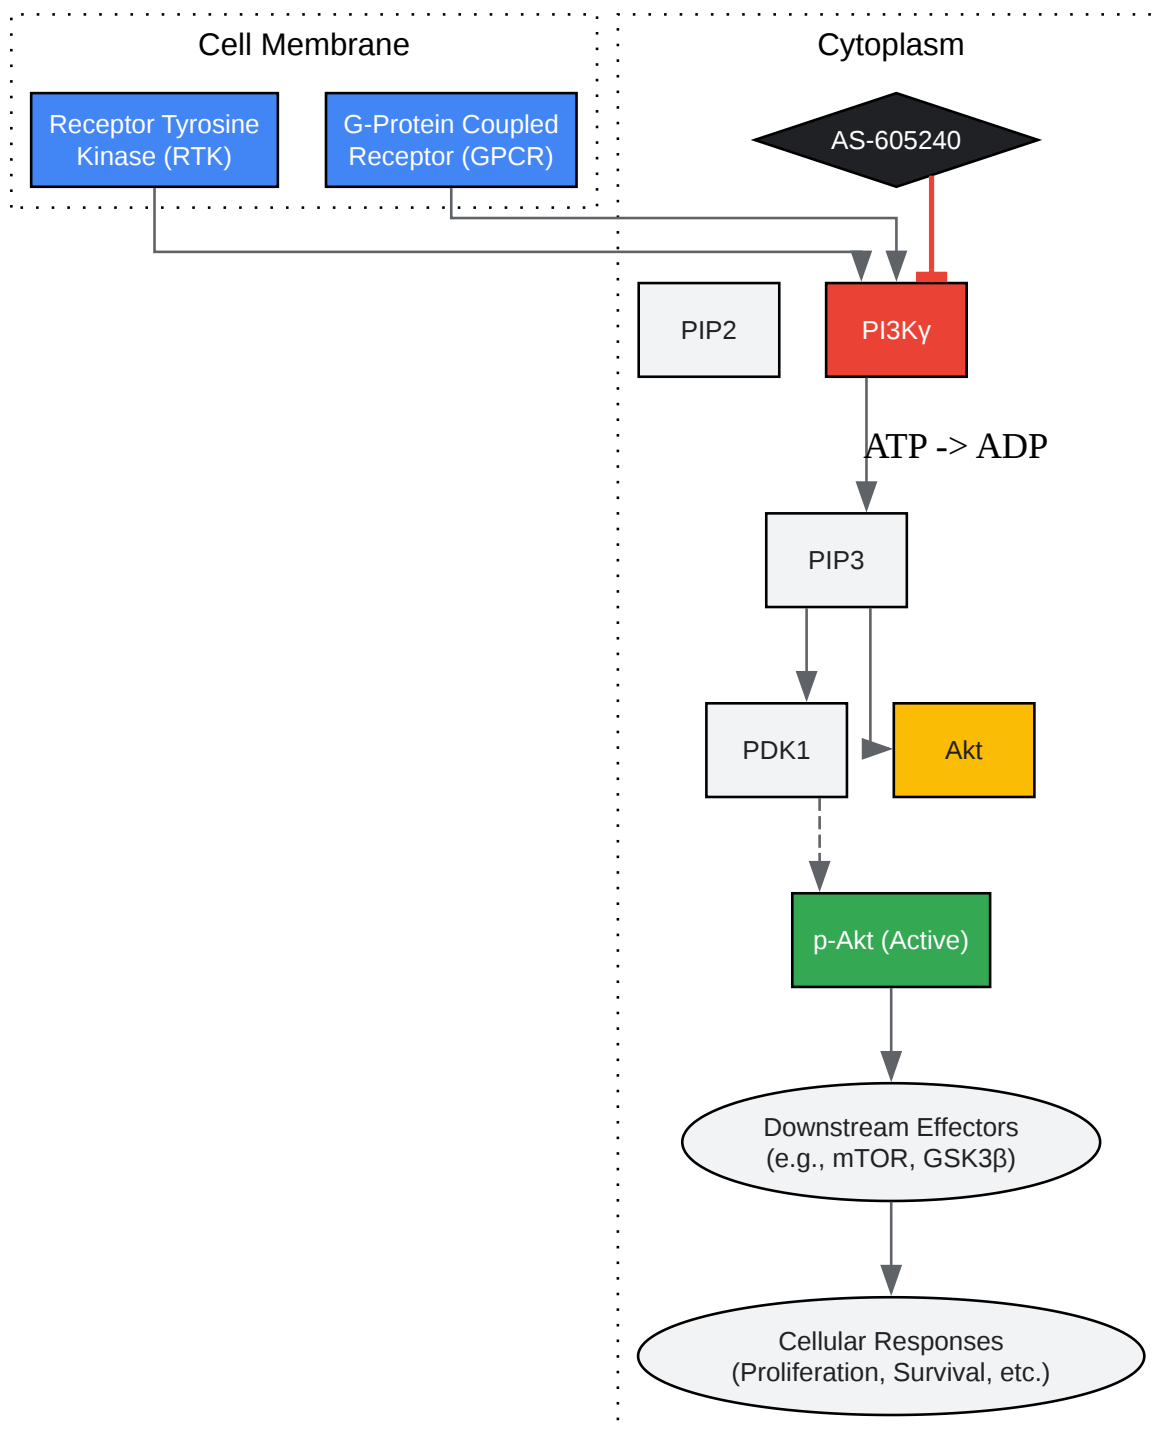 Cell Membrane
Cytoplasm
Receptor Tyrosine
Kinase (RTK)
G-Protein Coupled
Receptor (GPCR)
AS-605240
PIP2
PI3Kγ
ATP -> ADP
PIP3
PDK1
Akt
p-Akt (Active)
Downstream Effectors
(e.g., mTOR, GSK3β)
Cellular Responses
(Proliferation, Survival, etc.)